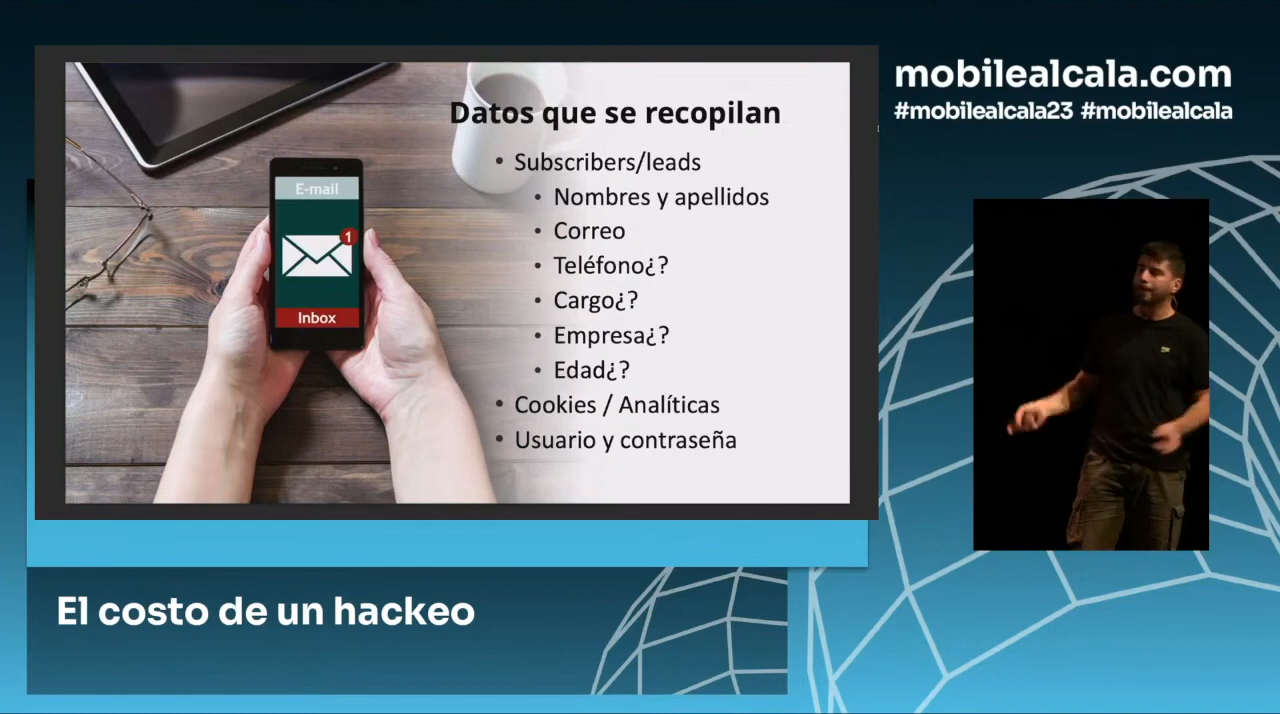 mobilealcala.com
#mobilealcala23 #mobilealcala
Datos que se recopilan
• Subscribers/leads
• Nombres y apellidos
• Correo
• Teléfono¿?
• Cargo¿?
• Empresa¿?
• Edad¿?
• Cookies / Analíticas
• Usuario y contraseña
E-mail
1
Inbox
El costo de un hackeo